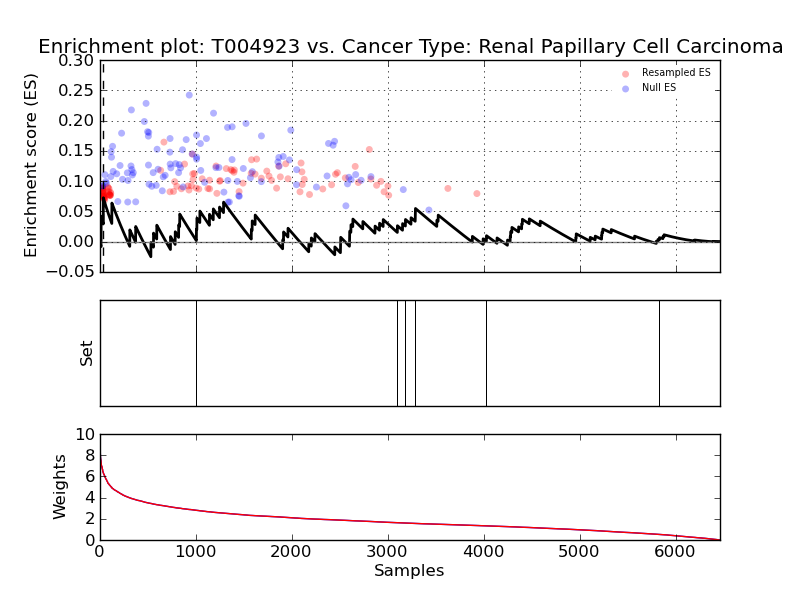 Enrichment plot: T004923 vs. Cancer Type: Renal Papillary Cell Carcinoma
0.30
0.25
0.20
0.15
0.10
0.05
0.00
−0.05
Enrichment score (ES)
Resampled ES
Null ES
Set
10
8
6
4
2
0
Weights
0 1000 2000 3000 4000 5000 6000
Samples